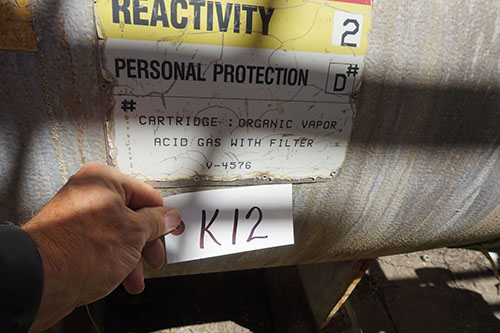 REACTIVITY 2
PERSONAL PROTECTION D#
#
CARTRIDGE : ORGANIC VAPOR
ACID GAS WITH FILTER
V-4576
K12